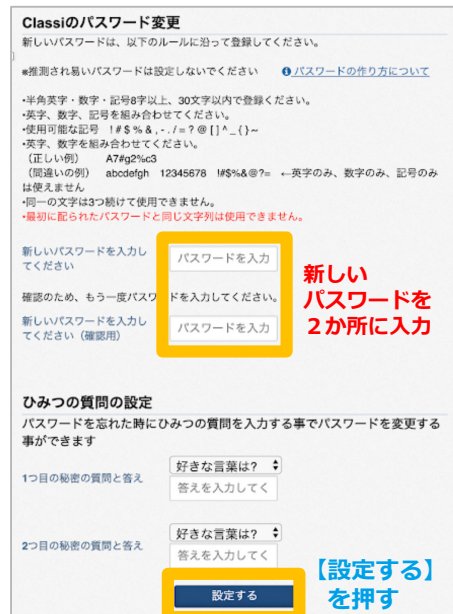 Classiのパスワード変更
新しいパスワードは、以下のルールに沿って登録してください。
※推測され易いパスワードは設定しないでください パスワードの作り方について
・半角英字・数字・記号8字以上、30文字以内で登録ください。
・英字、数字、記号を組み合わせてください。
・使用可能な記号 ! # $ % & , - . / = ? @ [ ] ^ _ { } ~
・英字、数字を組み合わせてください。
（正しい例） A7#g2%c3
（間違いの例） abcdefgh 12345678 !#$%&@?= ←英字のみ、数字のみ、記号のみ
は使えません
・同一の文字は3つ続けて使用できません。
・最初に配られたパスワードと同じ文字列は使用できません。
新しいパスワードを入力し
てください
パスワードを入力
確認のため、もう一度パスワードを入力してください。
新しいパスワードを入力し
てください（確認用）
パスワードを入力
新しい
パスワードを
２か所に入力
ひみつの質問の設定
パスワードを忘れた時にひみつの質問を入力する事でパスワードを変更する
事ができます
1つ目の秘密の質問と答え
好きな言葉は?
答えを入力してく
2つ目の秘密の質問と答え
好きな言葉は?
答えを入力してく
設定する
【設定する】
を押す